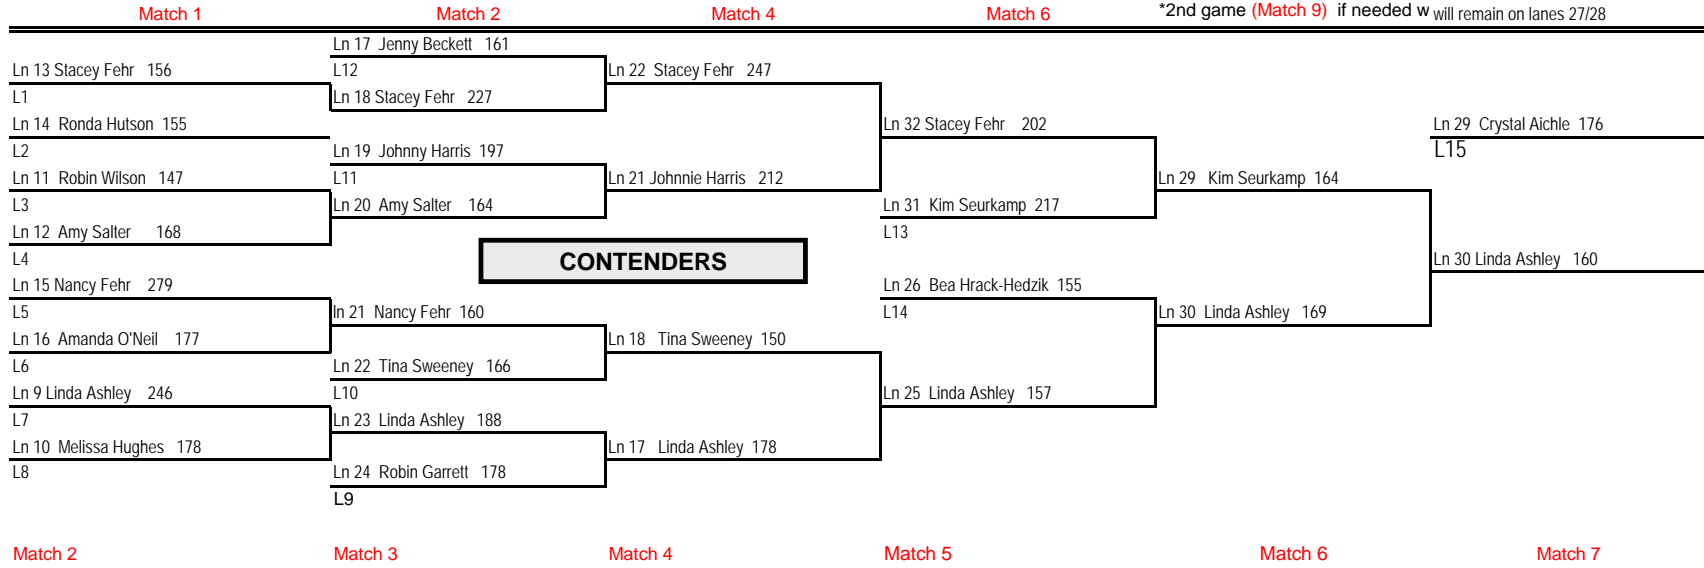 Match 1
Match 2
Match 4
Match 6
*2nd game (Match 9) if needed w will remain on lanes 27/28
Ln 17 Jenny Beckett 161
Ln 13 Stacey Fehr 156
L12
Ln 22 Stacey Fehr 247
L1
Ln 18 Stacey Fehr 227
Ln 14 Ronda Hutson 155
Ln 32 Stacey Fehr 202
Ln 29 Crystal Aichle 176
L2
Ln 19 Johnny Harris 197
L15
Ln 11 Robin Wilson 147
L11
Ln 21 Johnnie Harris 212
Ln 29 Kim Seurkamp 164
L3
Ln 20 Amy Salter 164
Ln 31 Kim Seurkamp 217
Ln 12 Amy Salter 168
L13
L4
CONTENDERS
Ln 30 Linda Ashley 160
Ln 15 Nancy Fehr 279
Ln 26 Bea Hrack-Hedzik 155
L5
ln 21 Nancy Fehr 160
L14
Ln 30 Linda Ashley 169
Ln 16 Amanda O'Neil 177
Ln 18 Tina Sweeney 150
L6
Ln 22 Tina Sweeney 166
Ln 9 Linda Ashley 246
L10
Ln 25 Linda Ashley 157
L7
Ln 23 Linda Ashley 188
Ln 10 Melissa Hughes 178
Ln 17 Linda Ashley 178
L8
Ln 24 Robin Garrett 178
L9
Match 2
Match 3
Match 4
Match 5
Match 6
Match 7